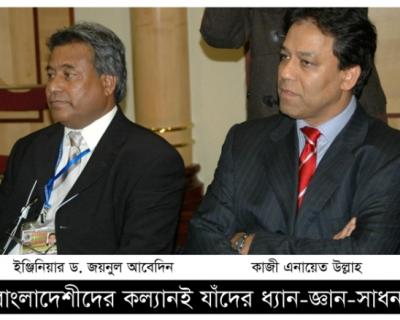 ইঞ্জিনিয়ার ড. জয়নুল আবেদিন কাজী এনায়েত উল্লাহ
বাংলাদেশীদের কল্যানই যাঁদের ধ্যান-জ্ঞান-সাধন